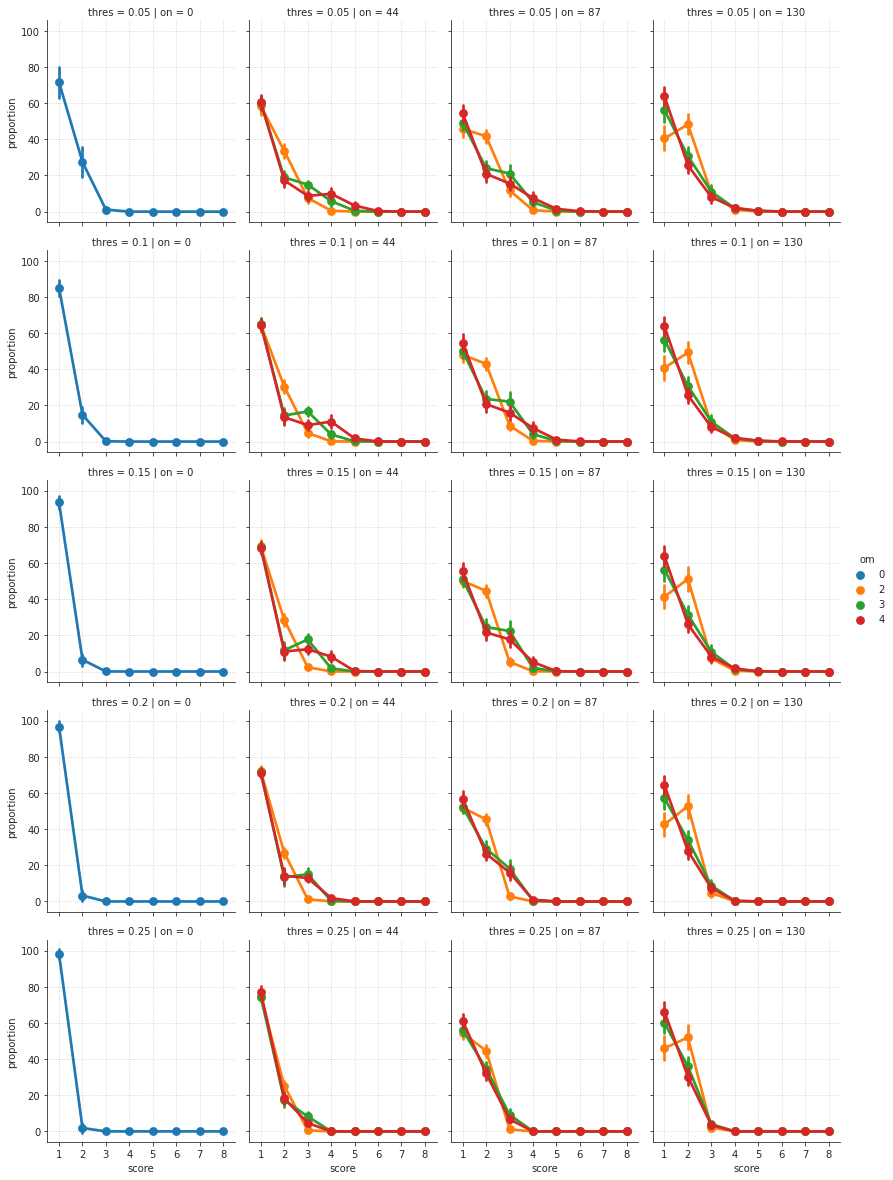 thres = 0.05 | on = 0
thres = 0.05 | on = 44
thres = 0.05 | on = 87
thres = 0.05 | on = 130
100
80
60
40
20
0
proportion
thres = 0.1 | on = 0
thres = 0.1 | on = 44
thres = 0.1 | on = 87
thres = 0.1 | on = 130
100
80
60
40
20
0
proportion
thres = 0.15 | on = 0
thres = 0.15 | on = 44
thres = 0.15 | on = 87
thres = 0.15 | on = 130
100
80
60
40
20
0
proportion
om
0
2
3
4
thres = 0.2 | on = 0
thres = 0.2 | on = 44
thres = 0.2 | on = 87
thres = 0.2 | on = 130
100
80
60
40
20
0
proportion
thres = 0.25 | on = 0
thres = 0.25 | on = 44
thres = 0.25 | on = 87
thres = 0.25 | on = 130
100
80
60
40
20
0
proportion
1 2 3 4 5 6 7 8
score
1 2 3 4 5 6 7 8
score
1 2 3 4 5 6 7 8
score
1 2 3 4 5 6 7 8
score